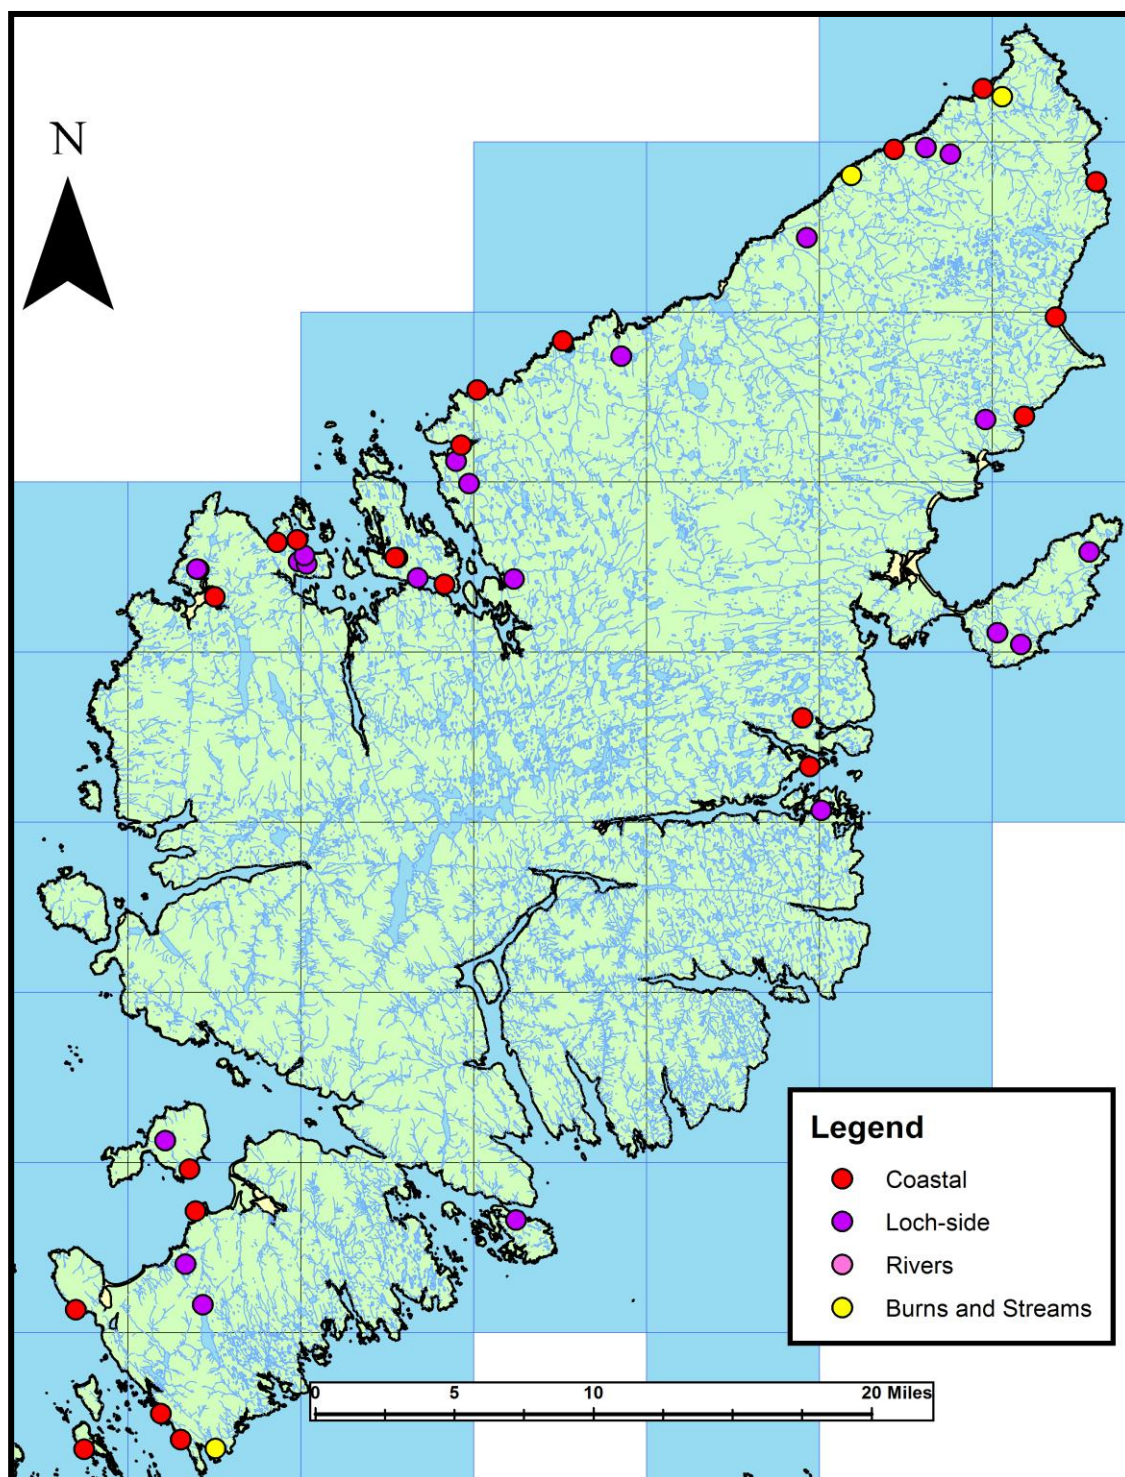 N
Legend
Coastal
Loch-side
Rivers
Burns and Streams
0 5 10 20 Miles